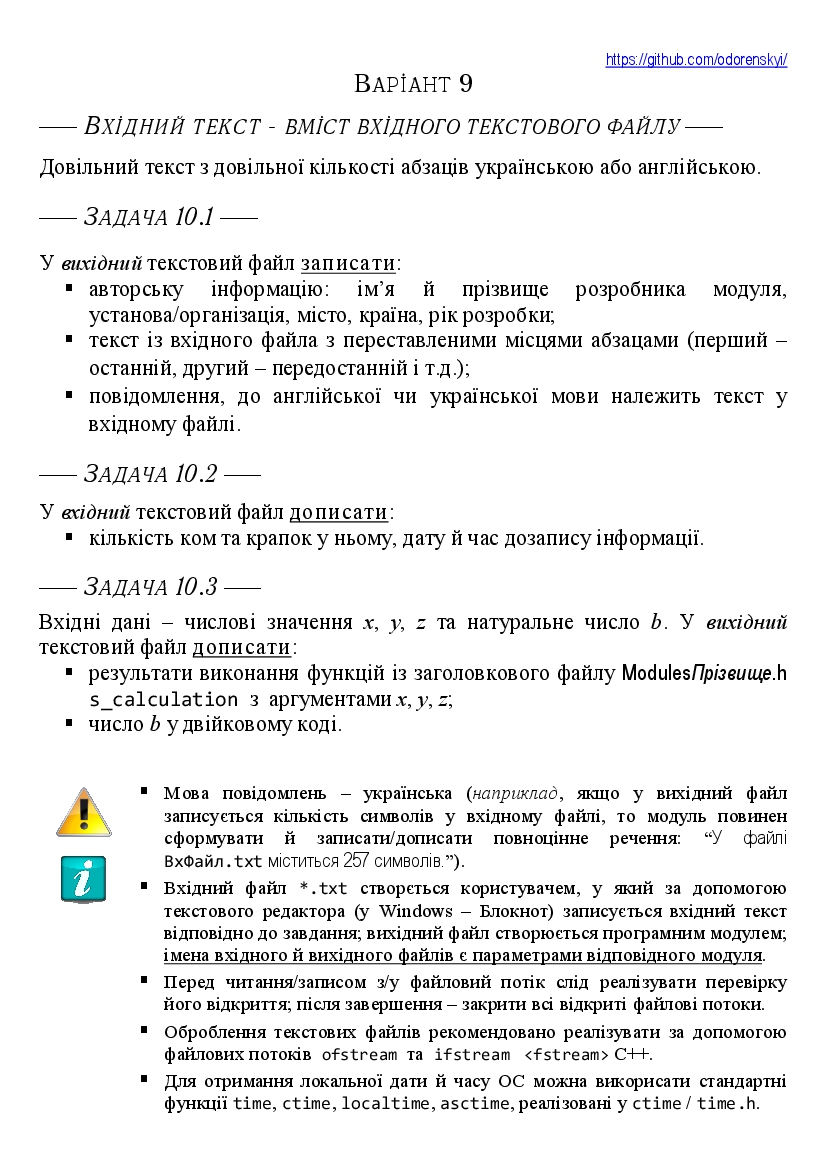 https://github.com/odorenskyi/
ВАРІАНТ 9
ВХІДНИЙ ТЕКСТ - ВМІСТ ВХІДНОГО ТЕКСТОВОГО ФАЙЛУ
Довільний текст з довільної кількості абзаців українською або англійською.
ЗАДАЧА 10.1
У вихідний текстовий файл записати:
▪ авторську інформацію: ім’я й прізвище розробника модуля,
установа/організація, місто, країна, рік розробки;
▪ текст із вхідного файла з переставленими місцями абзацами (перший –
останній, другий – передостанній і т.д.);
▪ повідомлення, до англійської чи української мови належить текст у
вхідному файлі.
ЗАДАЧА 10.2
У вхідний текстовий файл дописати:
▪ кількість ком та крапок у ньому, дату й час дозапису інформації.
ЗАДАЧА 10.3
Вхідні дані – числові значення x, y, z та натуральне число b. У вихідний
текстовий файл дописати:
▪ результати виконання функцій із заголовкового файлу ModulesПрізвище.h
s_calculation з аргументами x, y, z;
▪ число b у двійковому коді.
▪ Мова повідомлень – українська (наприклад, якщо у вихідний файл
записується кількість символів у вхідному файлі, то модуль повинен
сформувати й записати/дописати повноцінне речення: “У файлі
ВхФайл.txt міститься 257 символів.”).
▪ Вхідний файл *.txt створється користувачем, у який за допомогою
текстового редактора (у Windows – Блокнот) записується вхідний текст
відповідно до завдання; вихідний файл створюється програмним модулем;
імена вхідного й вихідного файлів є параметрами відповідного модуля.
▪ Перед читання/записом з/у файловий потік слід реалізувати перевірку
його відкриття; після завершення – закрити всі відкриті файлові потоки.
▪ Оброблення текстових файлів рекомендовано реалізувати за допомогою
файлових потоків ofstream та ifstream <fstream> С++.
▪ Для отримання локальної дати й часу ОС можна викорисати стандартні
функції time, ctime, localtime, asctime, реалізовані у ctime / time.h.